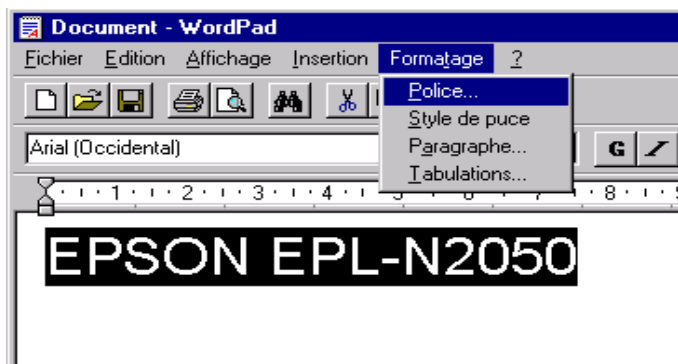 Document - WordPad
Fichier Edition Affichage Insertion Formatage ?
Police...
Style de puce
Arial (Occidental) Paragraphe... G I
Tabulations...
1 2 3 4 5 6 7 8 9
EPSON EPL-N2050